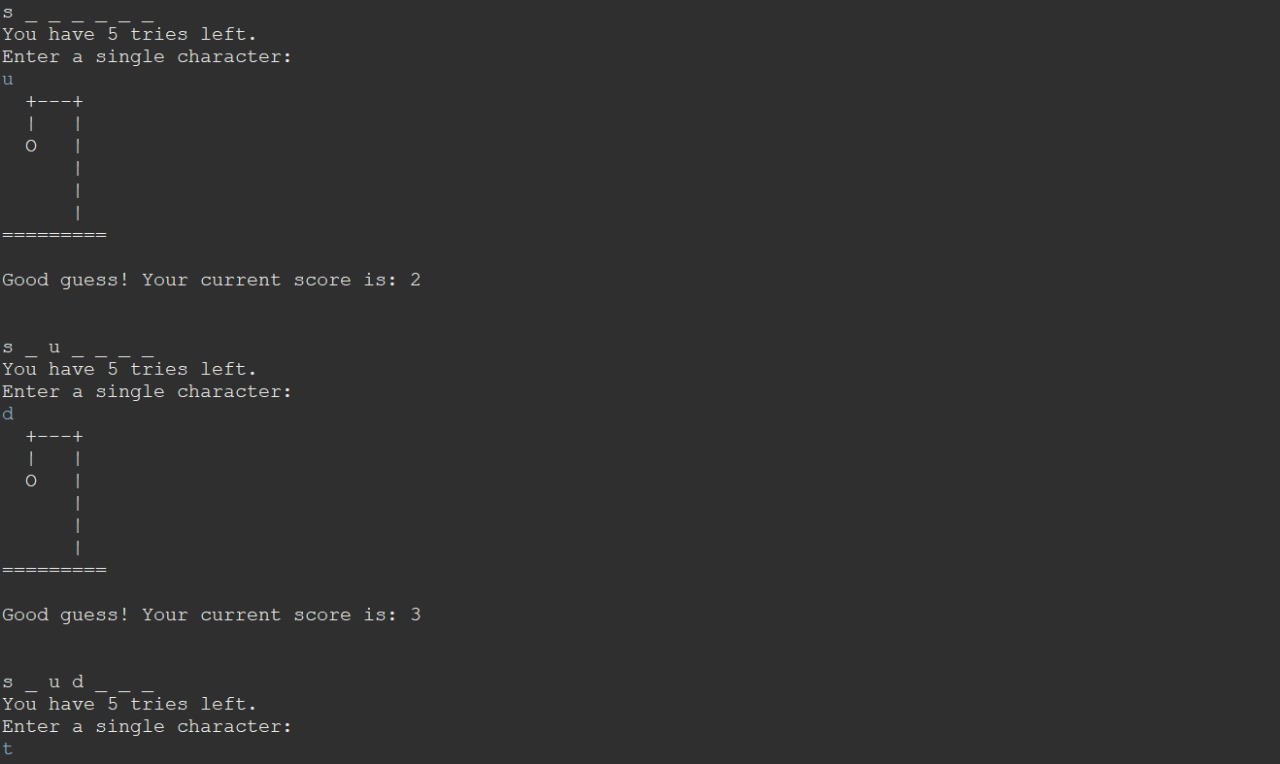 s _ _ _ _ _ _
You have 5 tries left.
Enter a single character:
u
  +---+
  |   |
  O   |
      |
      |
      |
=========
Good guess! Your current score is: 2
s _ u _ _ _ _
You have 5 tries left.
Enter a single character:
d
  +---+
  |   |
  O   |
      |
      |
      |
=========
Good guess! Your current score is: 3
s _ u d _ _ _
You have 5 tries left.
Enter a single character:
t